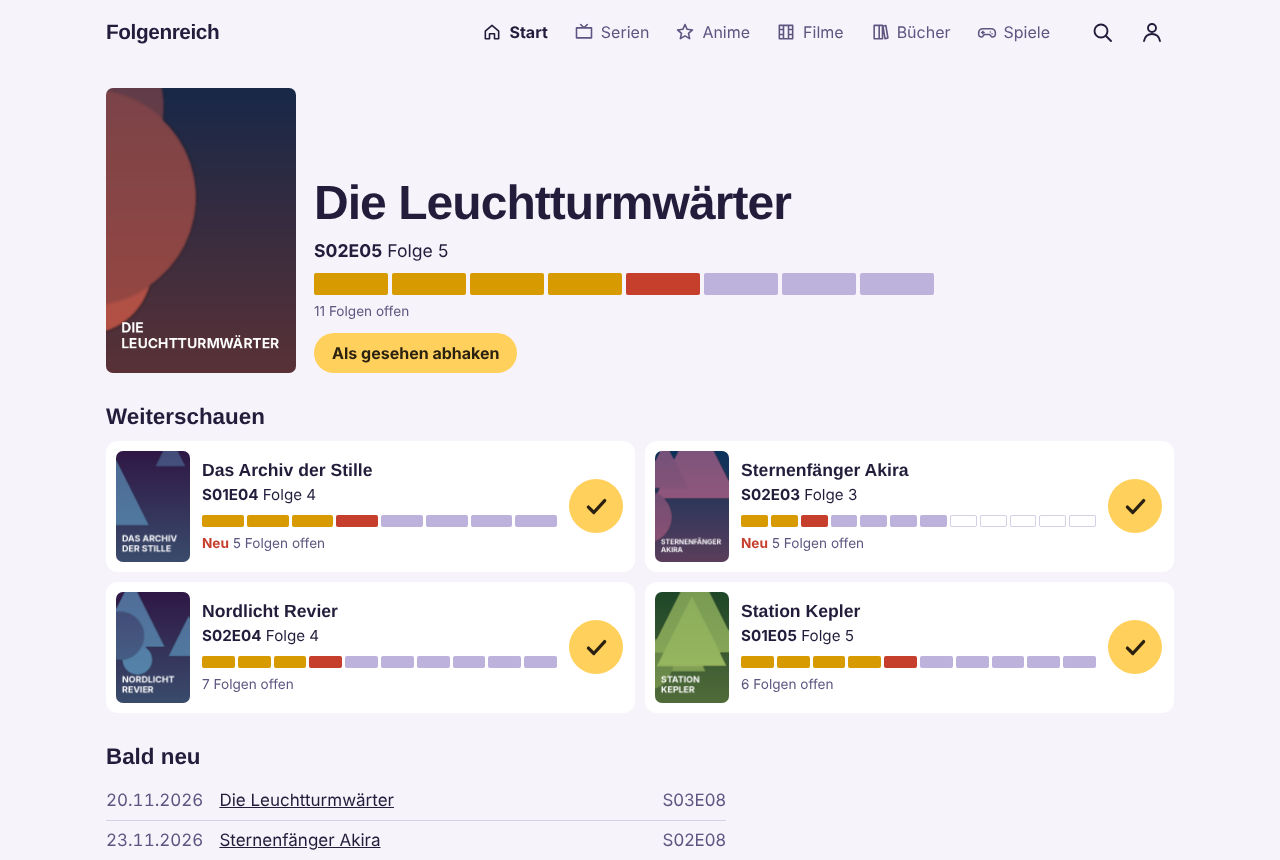 Folgenreich
Start
Serien
Anime
Filme
Bücher
Spiele
DIE
LEUCHTTURMWÄRTER
Die Leuchtturmwärter
S02E05 Folge 5
11 Folgen offen
Als gesehen abhaken
Weiterschauen
DAS ARCHIV
DER STILLE
Das Archiv der Stille
S01E04 Folge 4
Neu 5 Folgen offen
STERNENFÄNGER
AKIRA
Sternenfänger Akira
S02E03 Folge 3
Neu 5 Folgen offen
NORDLICHT
REVIER
Nordlicht Revier
S02E04 Folge 4
7 Folgen offen
STATION
KEPLER
Station Kepler
S01E05 Folge 5
6 Folgen offen
Bald neu
20.11.2026 Die Leuchtturmwärter S03E08
23.11.2026 Sternenfänger Akira S02E08